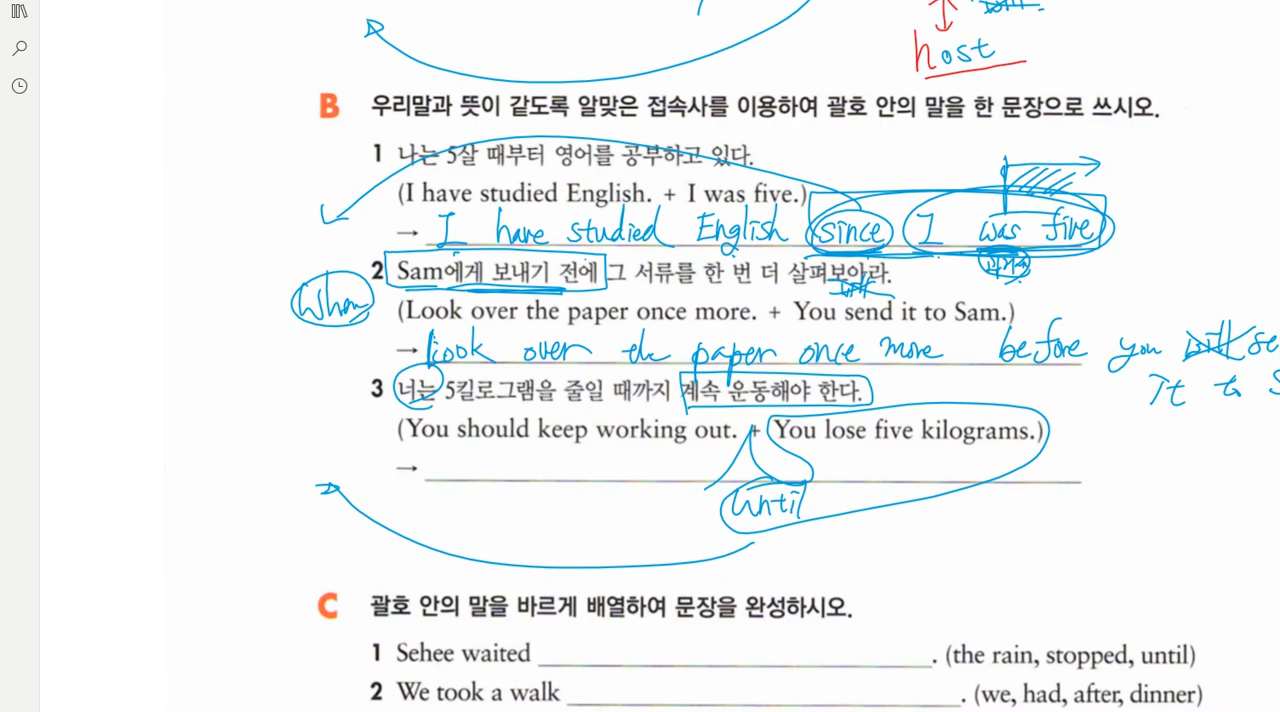 host
B 우리말과 뜻이 같도록 알맞은 접속사를 이용하여 괄호 안의 말을 한 문장으로 쓰시오.
1 나는 5살 때부터 영어를 공부하고 있다.
(I have studied English. + I was five.)
→ I have studied English since I was five
과거
2 Sam에게 보내기 전에 그 서류를 한 번 더 살펴보아라.
When
(Look over the paper once more. + You send it to Sam.)
→ Look over the paper once more before you will se
it to S
3 너는 5킬로그램을 줄일 때까지 계속 운동해야 한다.
(You should keep working out. + You lose five kilograms.)
→
until
C 괄호 안의 말을 바르게 배열하여 문장을 완성하시오.
1 Sehee waited ______. (the rain, stopped, until)
2 We took a walk ______. (we, had, after, dinner)